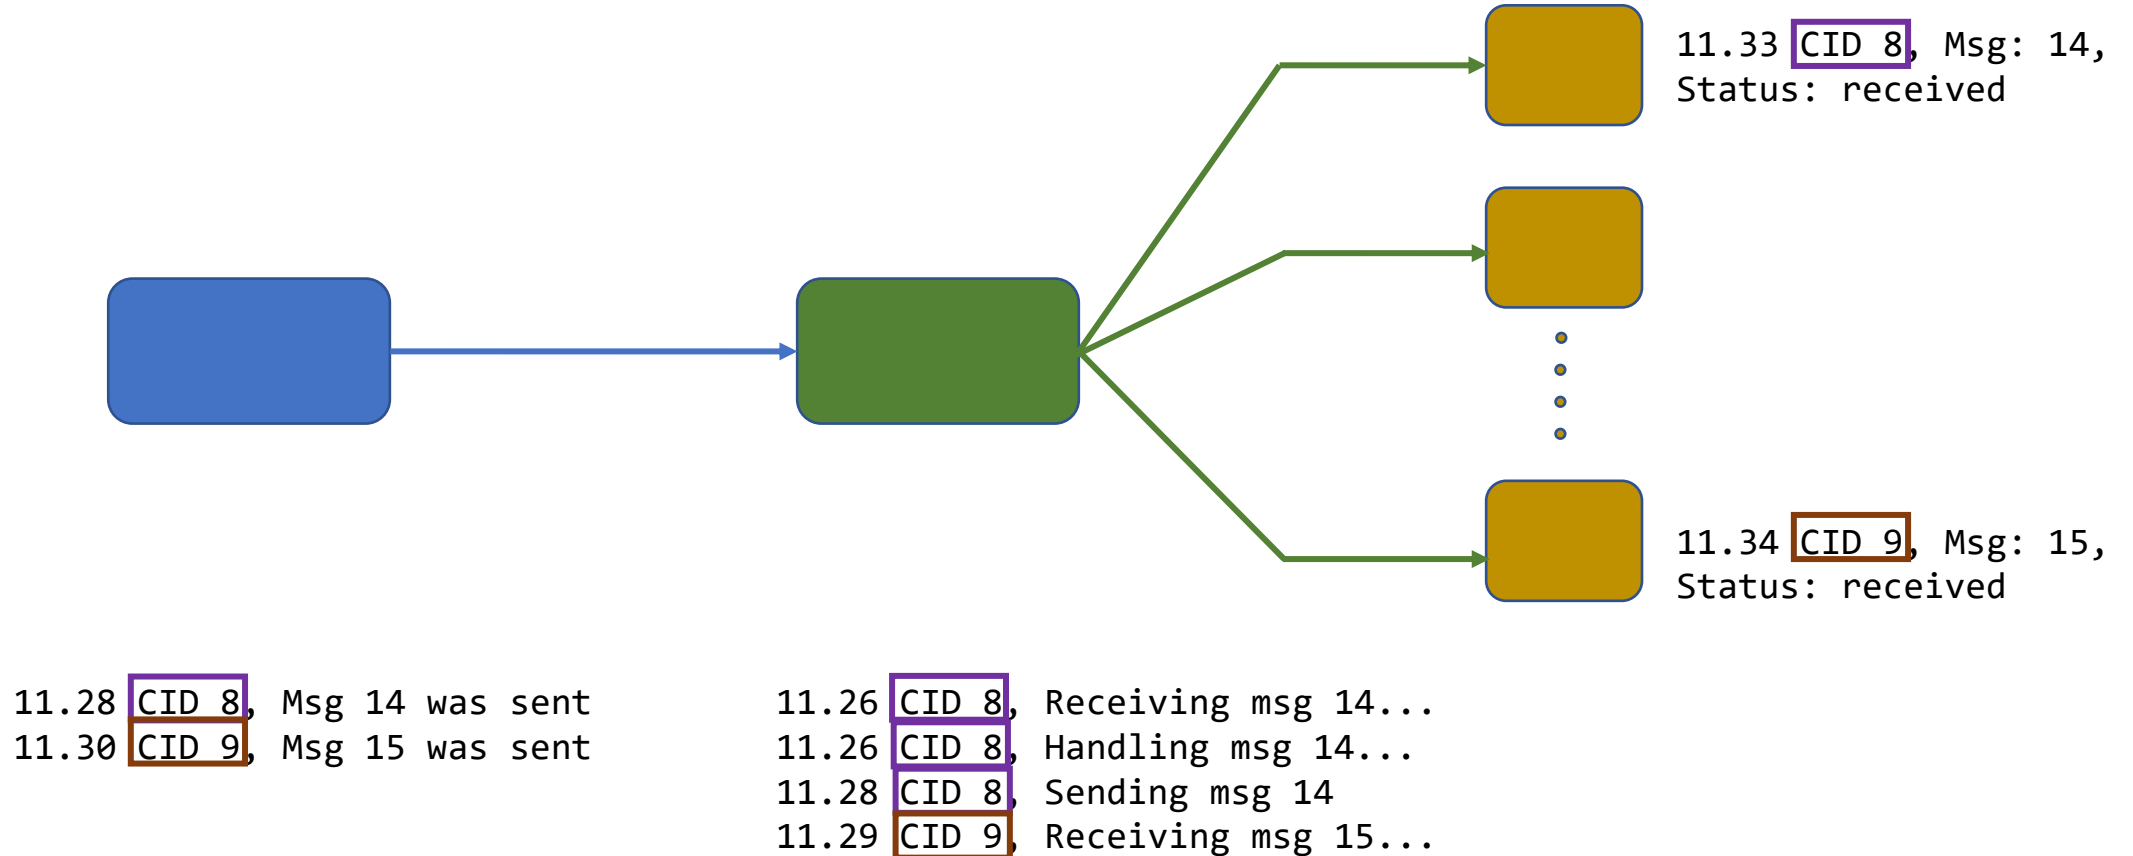 11.33 CID 8, Msg: 14,
Status: received
11.34 CID 9, Msg: 15,
Status: received
11.28 CID 8, Msg 14 was sent
11.30 CID 9, Msg 15 was sent
11.26 CID 8, Receiving msg 14...
11.26 CID 8, Handling msg 14...
11.28 CID 8, Sending msg 14
11.29 CID 9, Receiving msg 15...